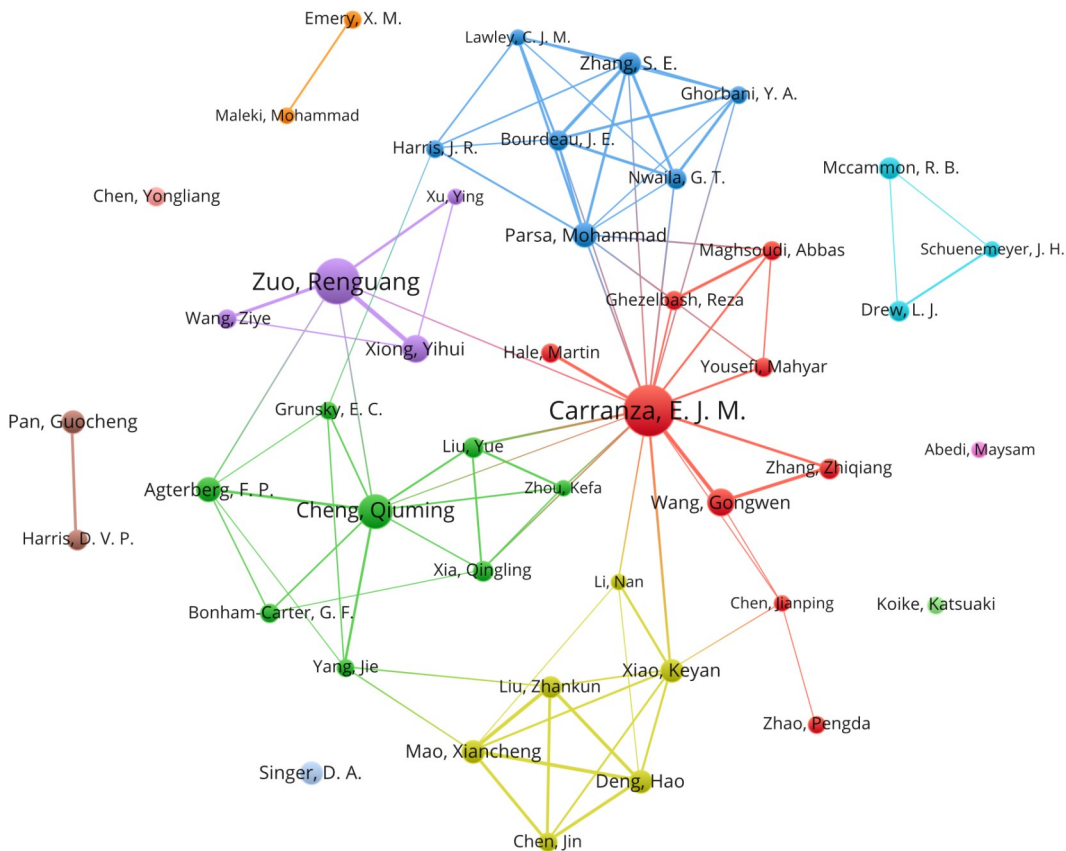 Emery, X. M.
Lawley, C. J. M.
Zhang, S. E.
Ghorbani, Y. A.
Maleki, Mohammad
Bourdeau, J. E.
Harris, J. R.
Mccammon, R. B.
Nwaila, G. T.
Chen, Yongliang
Xu, Ying
Parsa, Mohammad
Maghsoudi, Abbas
Schuenemeyer, J. H.
Zuo, Renguang
Ghezelbash, Reza
Drew, L. J.
Wang, Ziye
Xiong, Yihui
Hale, Martin
Yousefi, Mahyar
Grunsky, E. C.
Carranza, E. J. M.
Pan, Guocheng
Liu, Yue
Abedi, Maysam
Zhang, Zhiqiang
Agterberg, F. P.
Zhou, Kefa
Wang, Gongwen
Cheng, Qiuming
Harris, D. V. P.
Xia, Qingling
Li, Nan
Chen, Jianping
Koike, Katsuaki
Bonham-Carter, G. F.
Yang, Jie
Xiao, Keyan
Liu, Zhankun
Zhao, Pengda
Mao, Xiancheng
Singer, D. A.
Deng, Hao
Chen, Jin